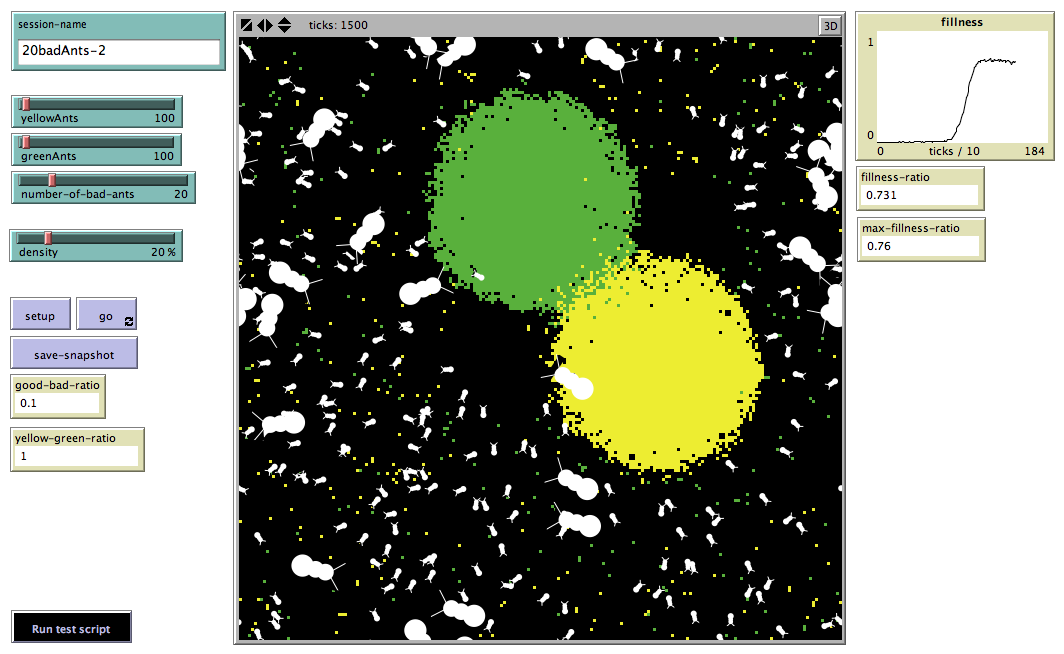 session-name
20badAnts-2
yellowAnts 100
greenAnts 100
number-of-bad-ants 20
density 20 %
setup go
save-snapshot
good-bad-ratio
0.1
yellow-green-ratio
1
Run test script
ticks: 1500 3D
fillness
1
0
0 ticks / 10 184
fillness-ratio
0.731
max-fillness-ratio
0.76